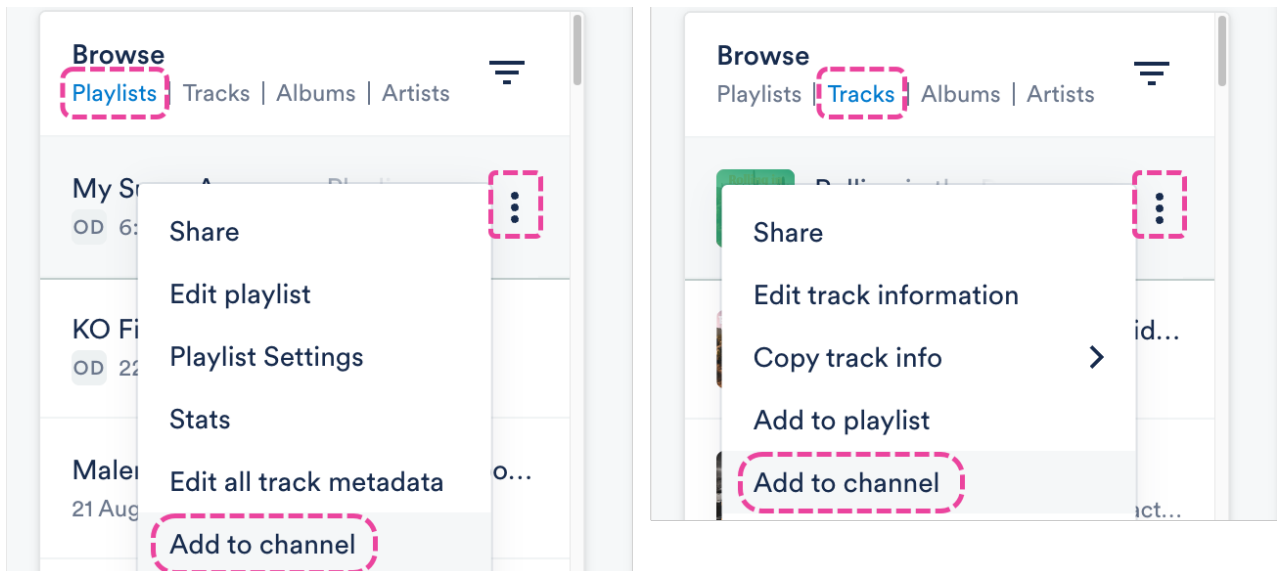 Browse
Playlists | Tracks | Albums | Artists
My
OD 6:
Share
Edit playlist
KO Fi
OD 22
Playlist Settings
Stats
Maler
o...
21 Aug
Edit all track metadata
Add to channel
Browse
Playlists | Tracks | Albums | Artists
Share
Edit track information
id...
Copy track info
Add to playlist
Add to channel
act...